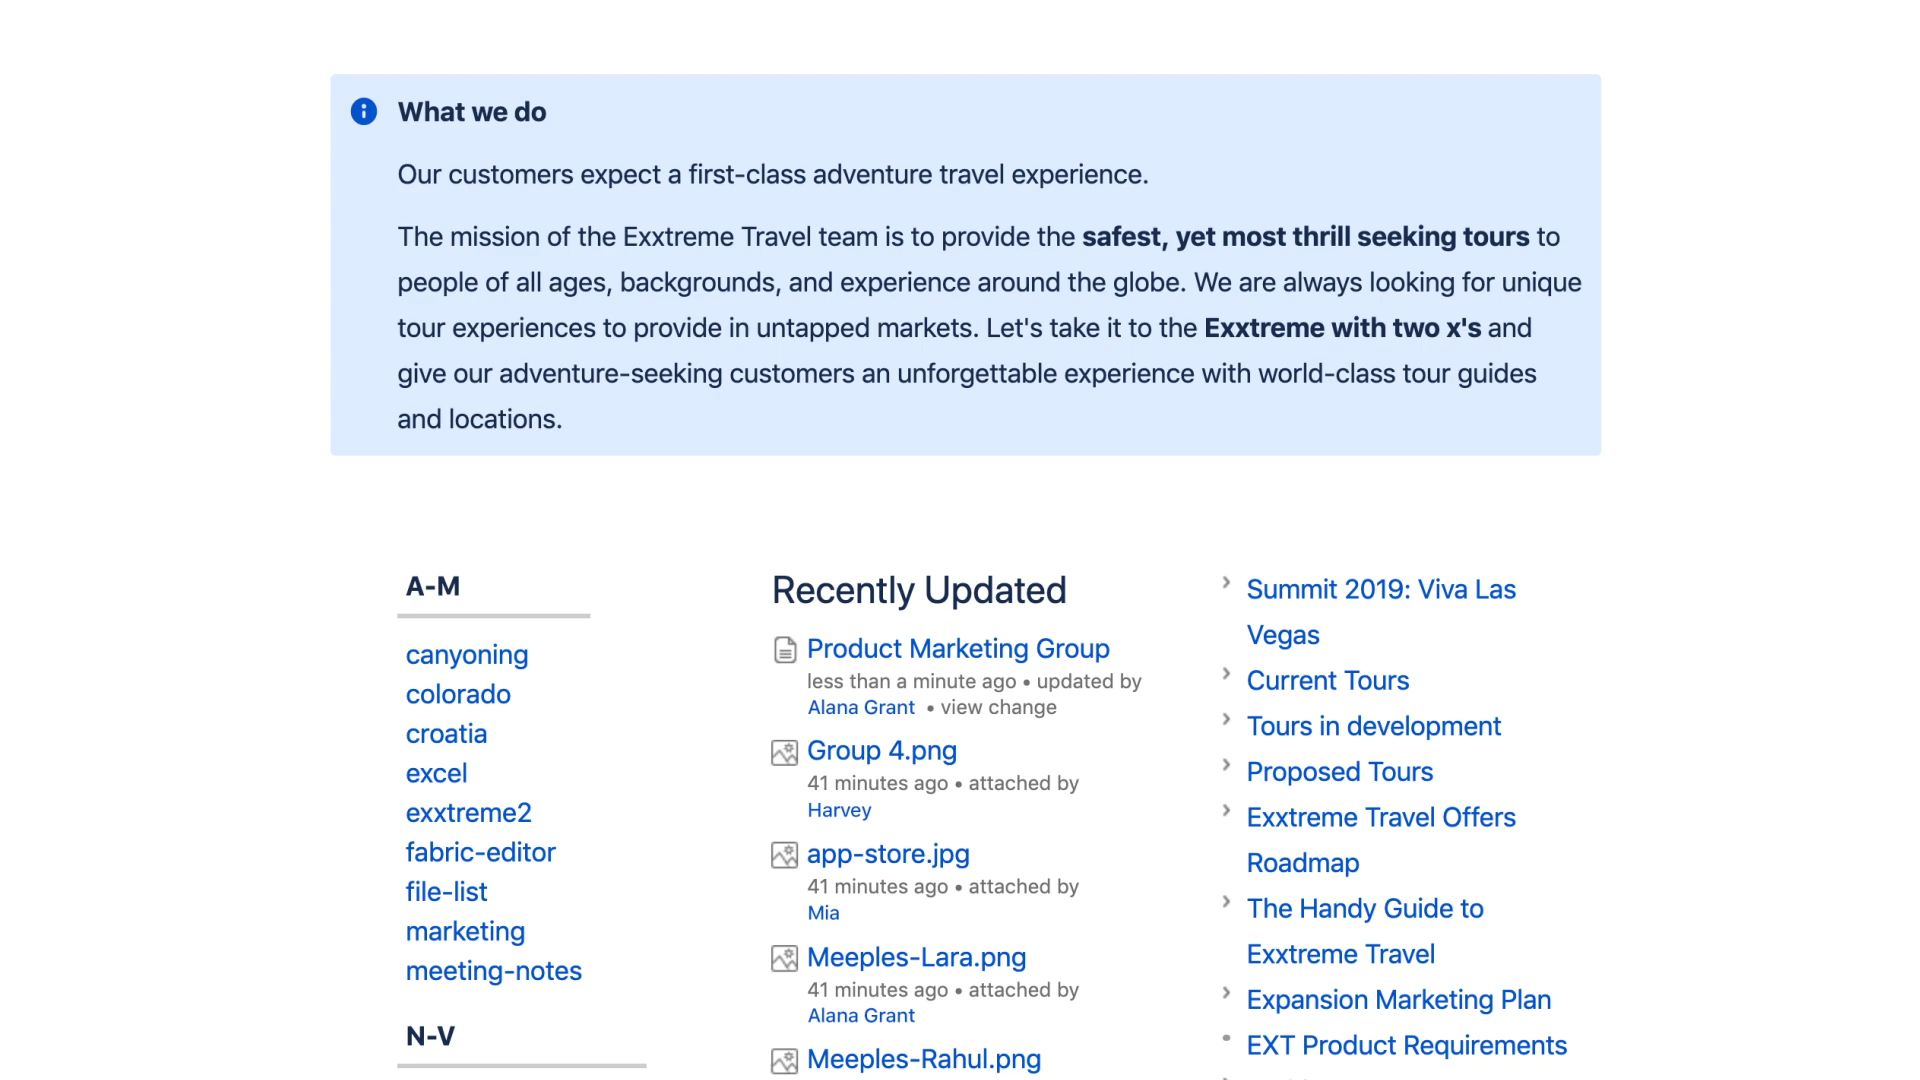 What we do
Our customers expect a first-class adventure travel experience.
The mission of the Exxtreme Travel team is to provide the safest, yet most thrill seeking tours to
people of all ages, backgrounds, and experience around the globe. We are always looking for unique
tour experiences to provide in untapped markets. Let's take it to the Exxtreme with two x's and
give our adventure-seeking customers an unforgettable experience with world-class tour guides
and locations.
A-M
canyoning
colorado
croatia
excel
exxtreme2
fabric-editor
file-list
marketing
meeting-notes
N-V
Recently Updated
Product Marketing Group
less than a minute ago • updated by
Alana Grant • view change
Group 4.png
41 minutes ago • attached by
Harvey
app-store.jpg
41 minutes ago • attached by
Mia
Meeples-Lara.png
41 minutes ago • attached by
Alana Grant
Meeples-Rahul.png
Summit 2019: Viva Las
Vegas
Current Tours
Tours in development
Proposed Tours
Exxtreme Travel Offers
Roadmap
The Handy Guide to
Exxtreme Travel
Expansion Marketing Plan
EXT Product Requirements